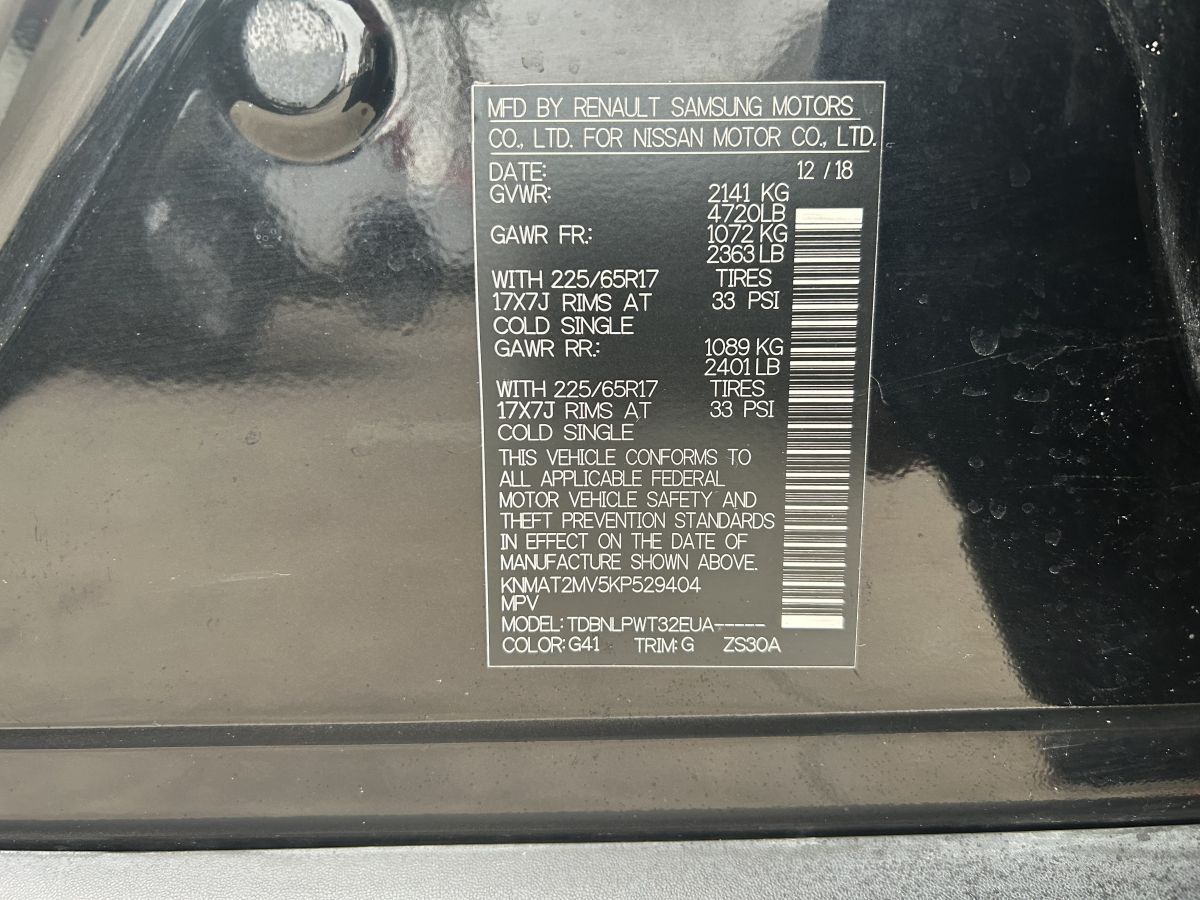 MFD BY RENAULT SAMSUNG MOTORS
CO., LTD. FOR NISSAN MOTOR CO., LTD.
DATE: 12 / 18
GVWR: 2141 KG
4720LB
GAWR FR.: 1072 KG
2363 LB
WITH 225/65R17 TIRES
17X7J RIMS AT 33 PSI
COLD SINGLE
GAWR RR.: 1089 KG
2401 LB
WITH 225/65R17 TIRES
17X7J RIMS AT 33 PSI
COLD SINGLE
THIS VEHICLE CONFORMS TO
ALL APPLICABLE FEDERAL
MOTOR VEHICLE SAFETY AND
THEFT PREVENTION STANDARDS
IN EFFECT ON THE DATE OF
MANUFACTURE SHOWN ABOVE.
KNMAT2MV5KP529404
MPV
MODEL: TDBNLPWT32EUA-----
COLOR: G41 TRIM: G ZS30A